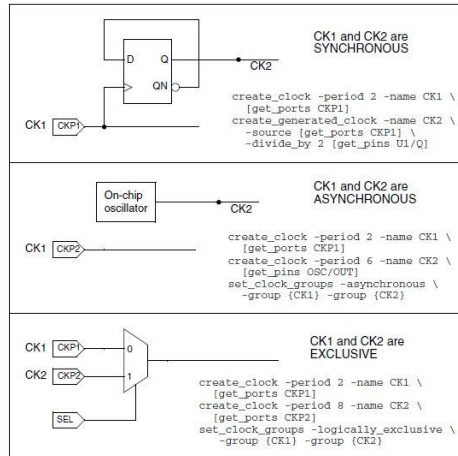 CK1 and CK2 are
SYNCHRONOUS
D Q
CK2
QN
CK1 CKP1
create_clock -period 2 -name CK1 \
[get_ports CKP1]
create_generated_clock -name CK2 \
-source [get_ports CKP1] \
-divide_by 2 [get_pins U1/Q]
CK1 and CK2 are
ASYNCHRONOUS
On-chip
oscillator
CK2
CK1 CKP2
create_clock -period 2 -name CK1 \
[get_ports CKP1]
create_clock -period 6 -name CK2 \
[get_pins OSC/OUT]
set_clock_groups -asynchronous \
-group {CK1} -group {CK2}
CK1 and CK2 are
EXCLUSIVE
CK1 CKP1 0
CK2 CKP2 1
SEL
create_clock -period 2 -name CK1 \
[get_ports CKP1]
create_clock -period 8 -name CK2 \
[get_ports CKP2]
set_clock_groups -logically_exclusive \
-group {CK1} -group {CK2}